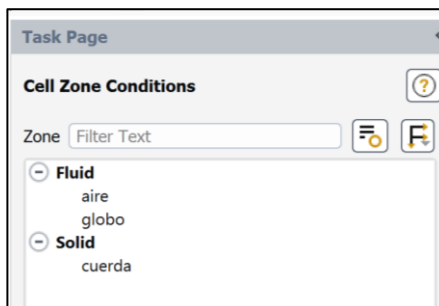 Task Page
Cell Zone Conditions
?
Zone Filter Text
Fluid
aire
globo
Solid
cuerda